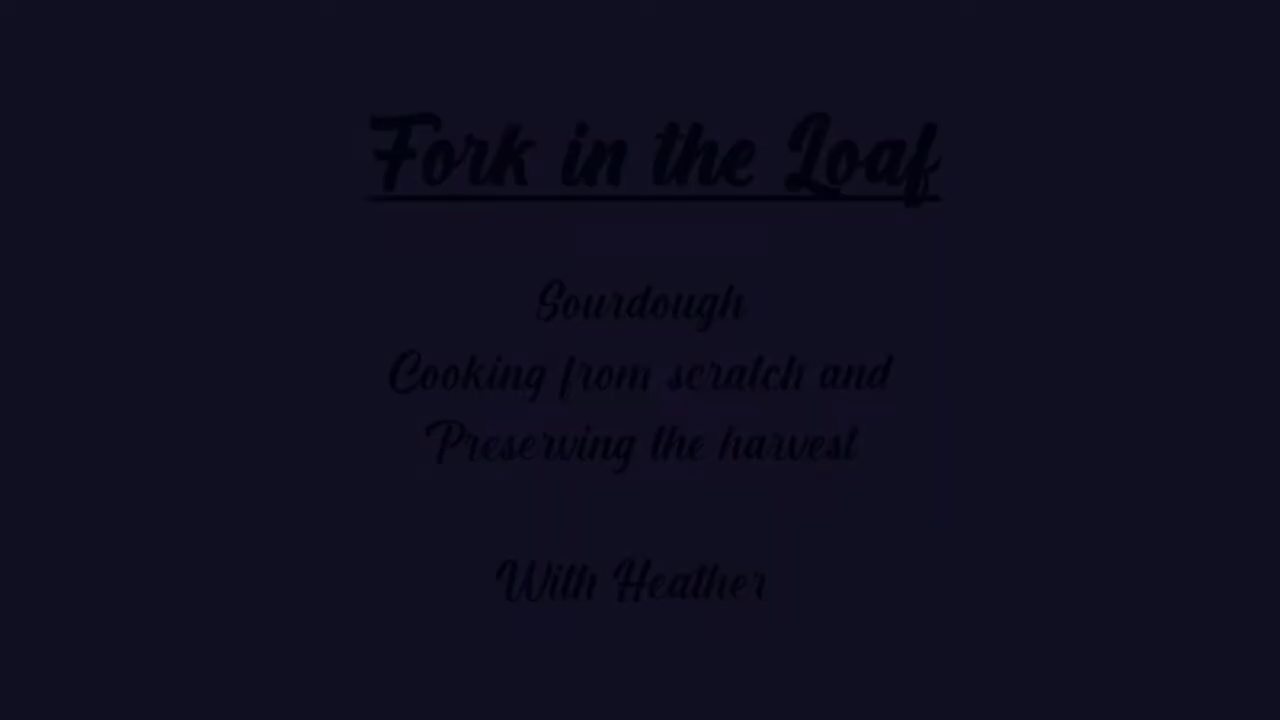 Fork in the Loaf
Sourdough
Cooking from scratch and
Preserving the harvest
With Heather